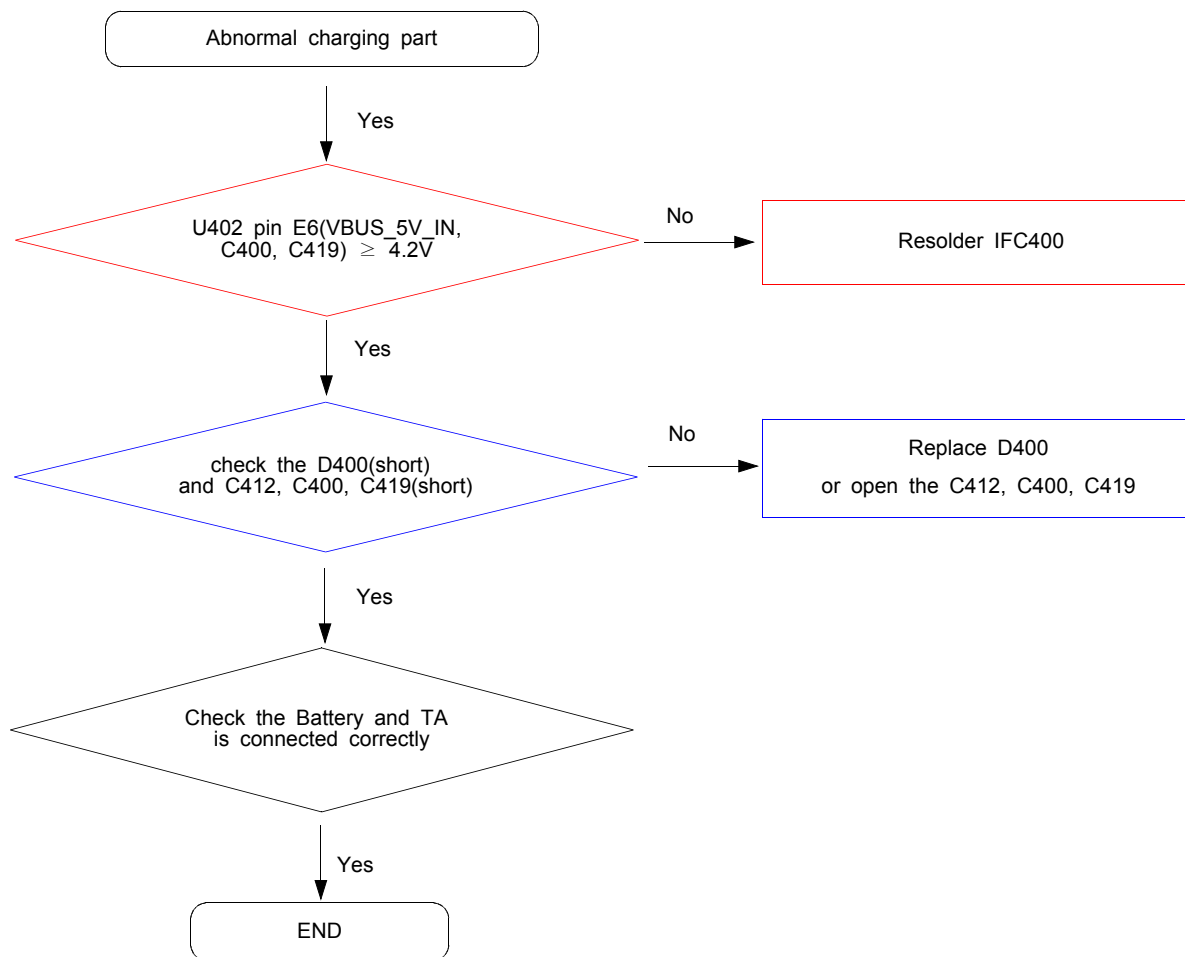 Abnormal charging part
Yes
U402 pin E6(VBUS_5V_IN,
C400, C419) ≥ 4.2V
No
Resolder IFC400
Yes
check the D400(short)
and C412, C400, C419(short)
No
Replace D400
or open the C412, C400, C419
Yes
Check the Battery and TA
is connected correctly
Yes
END